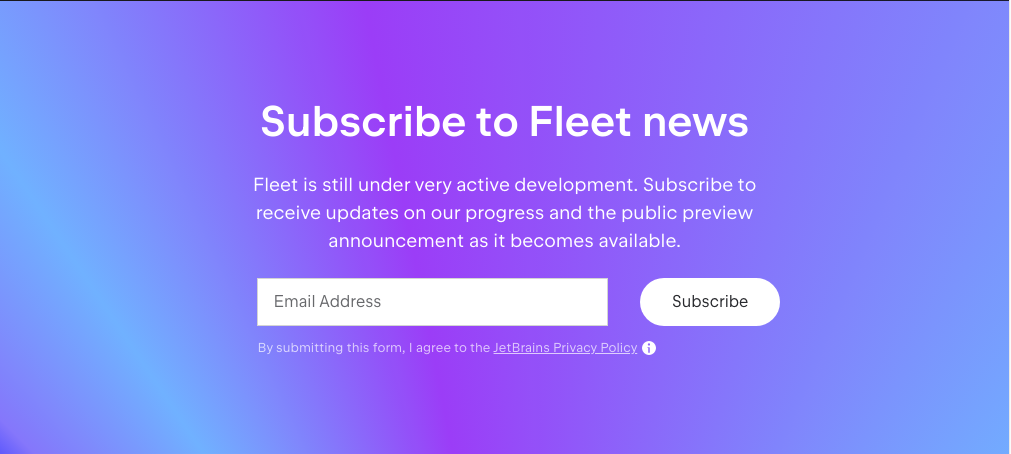 Subscribe to Fleet news
Fleet is still under very active development. Subscribe to
receive updates on our progress and the public preview
announcement as it becomes available.
Email Address
Subscribe
By submitting this form, I agree to the JetBrains Privacy Policy